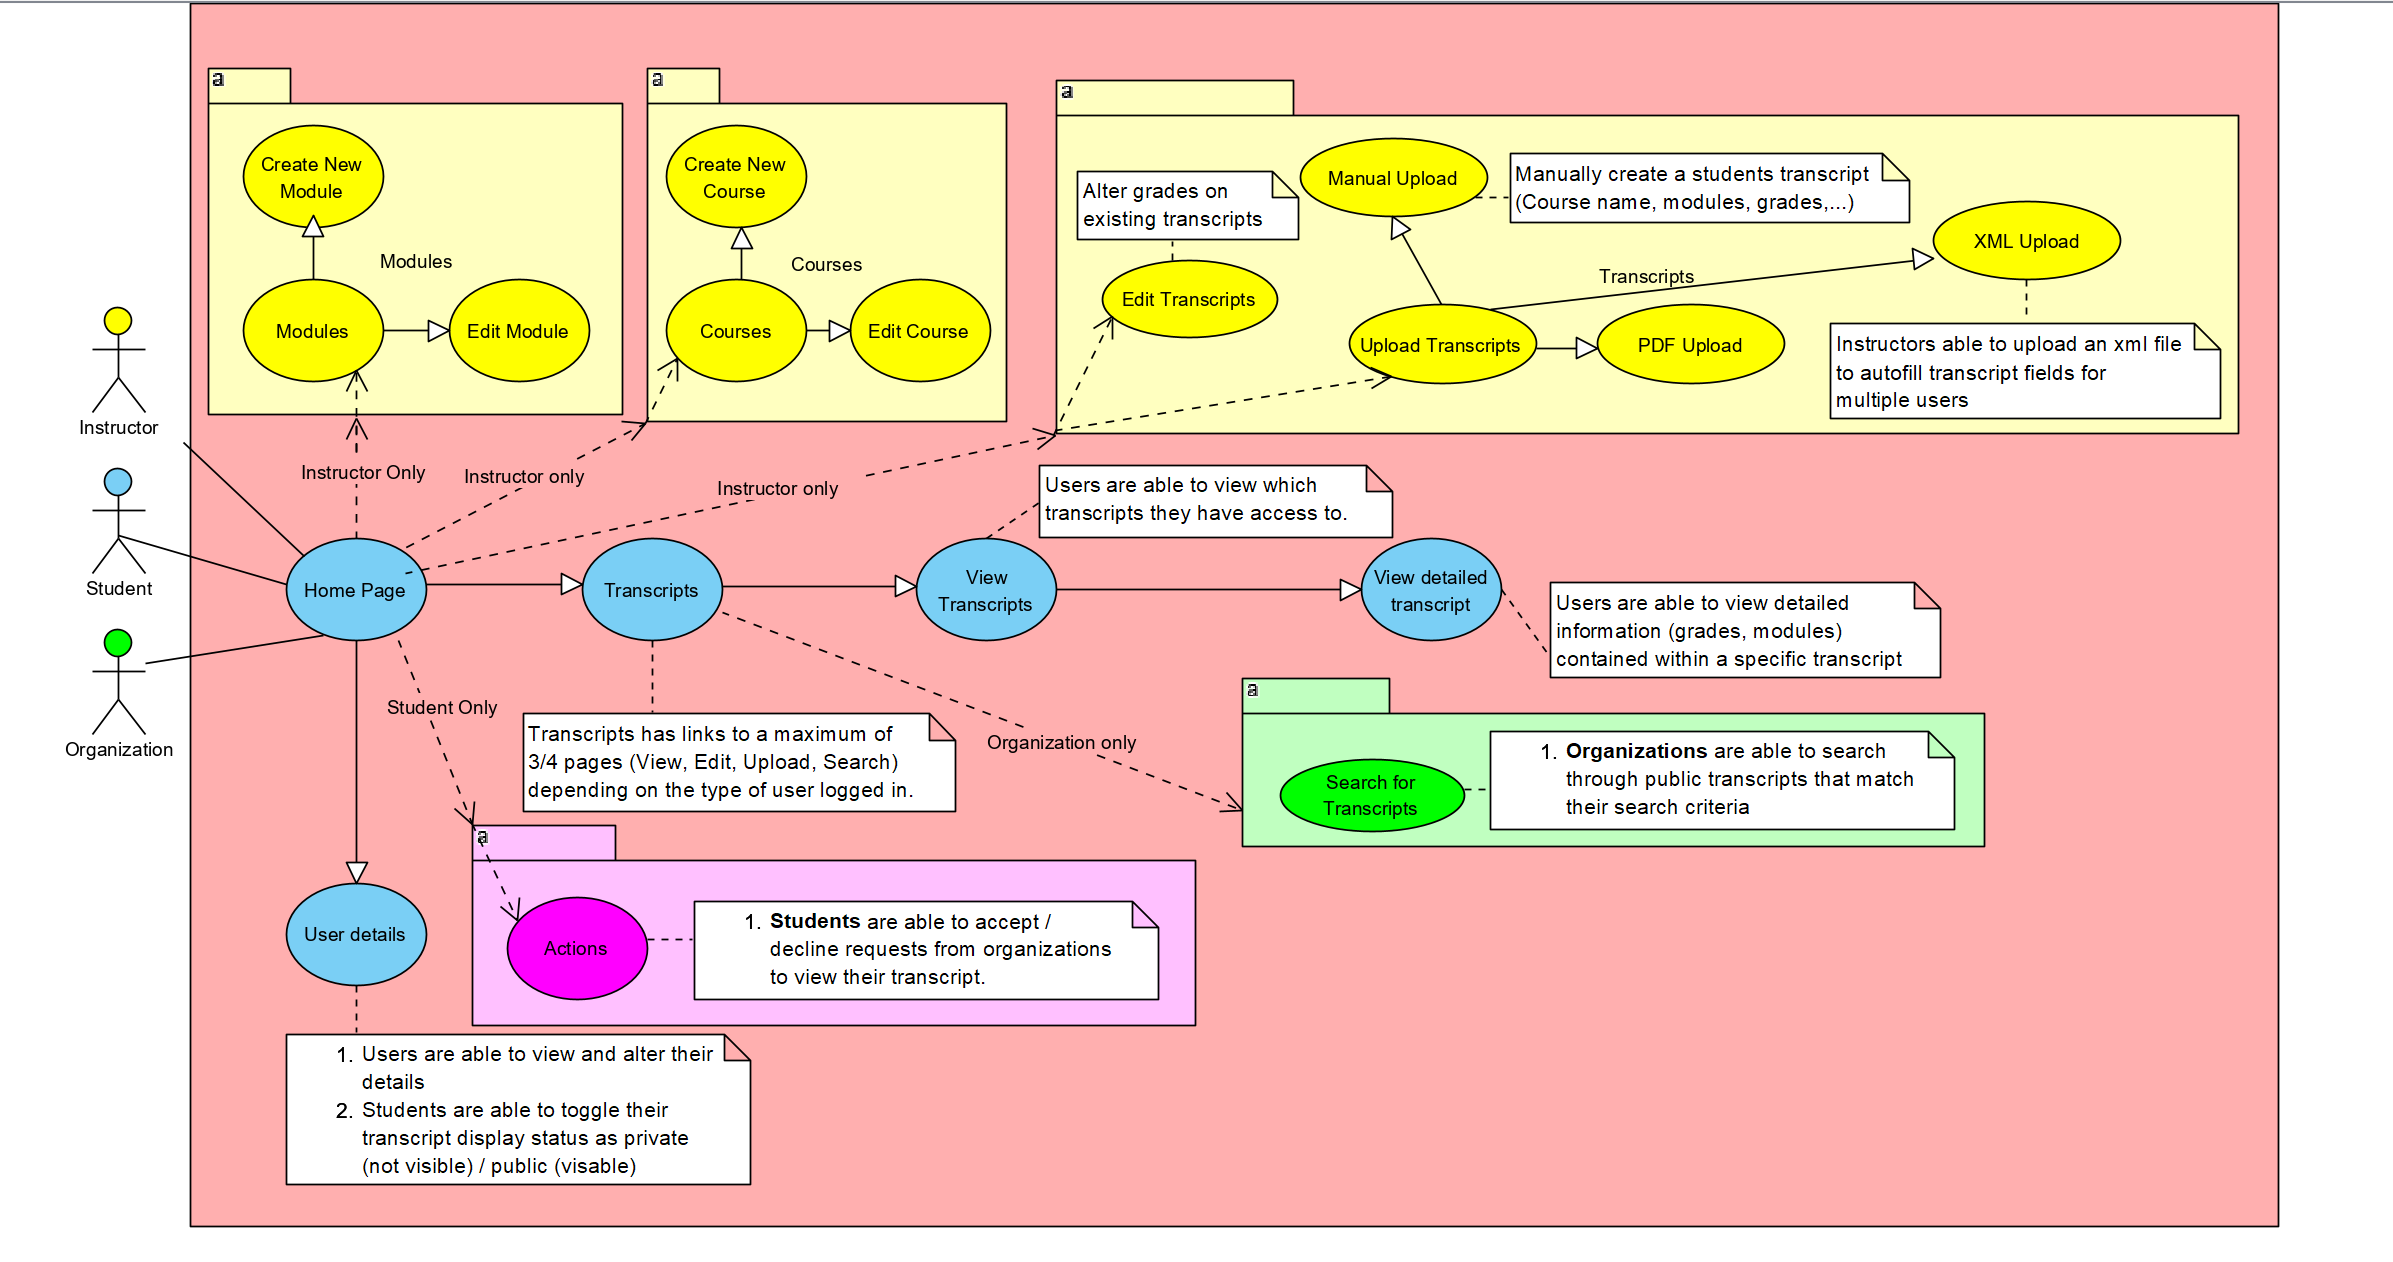 a
Create New
Module
Modules
Modules
Edit Module
a
Create New
Course
Courses
Courses
Edit Course
a
Alter grades on
existing transcripts
Edit Transcripts
Manual Upload
Manually create a students transcript
(Course name, modules, grades,...)
XML Upload
Transcripts
Upload Transcripts
PDF Upload
Instructors able to upload an xml file
to autofill transcript fields for
multiple users
Instructor
Student
Organization
Instructor Only
Instructor only
Instructor only
Users are able to view which
transcripts they have access to.
Home Page
Transcripts
View
Transcripts
View detailed
transcript
Users are able to view detailed
information (grades, modules)
contained within a specific transcript
Student Only
Transcripts has links to a maximum of
3/4 pages (View, Edit, Upload, Search)
depending on the type of user logged in.
Organization only
a
Search for
Transcripts
1. Organizations are able to search
through public transcripts that match
their search criteria
a
Actions
1. Students are able to accept /
decline requests from organizations
to view their transcript.
User details
1. Users are able to view and alter their
details
2. Students are able to toggle their
transcript display status as private
(not visible) / public (visable)